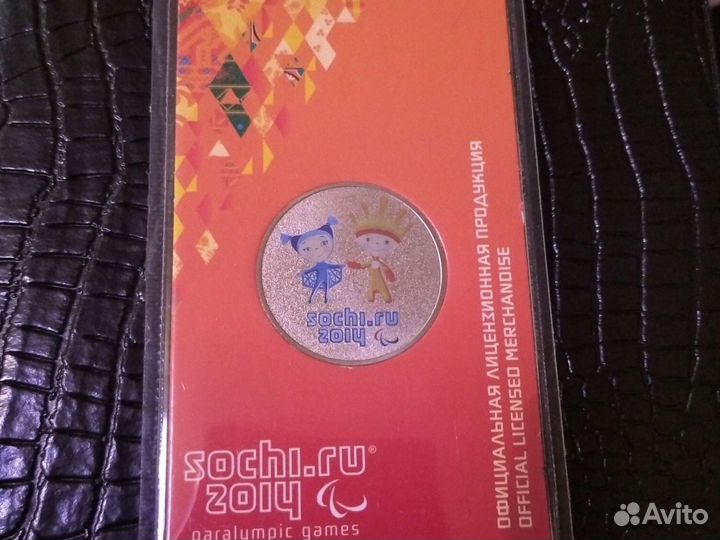 sochi.ru
2014
sochi.ru®
2014
paralympic games
ОФИЦИАЛЬНАЯ ЛИЦЕНЗИОННАЯ ПРОДУКЦИЯ
OFFICIAL LICENSED MERCHANDISE
Avito